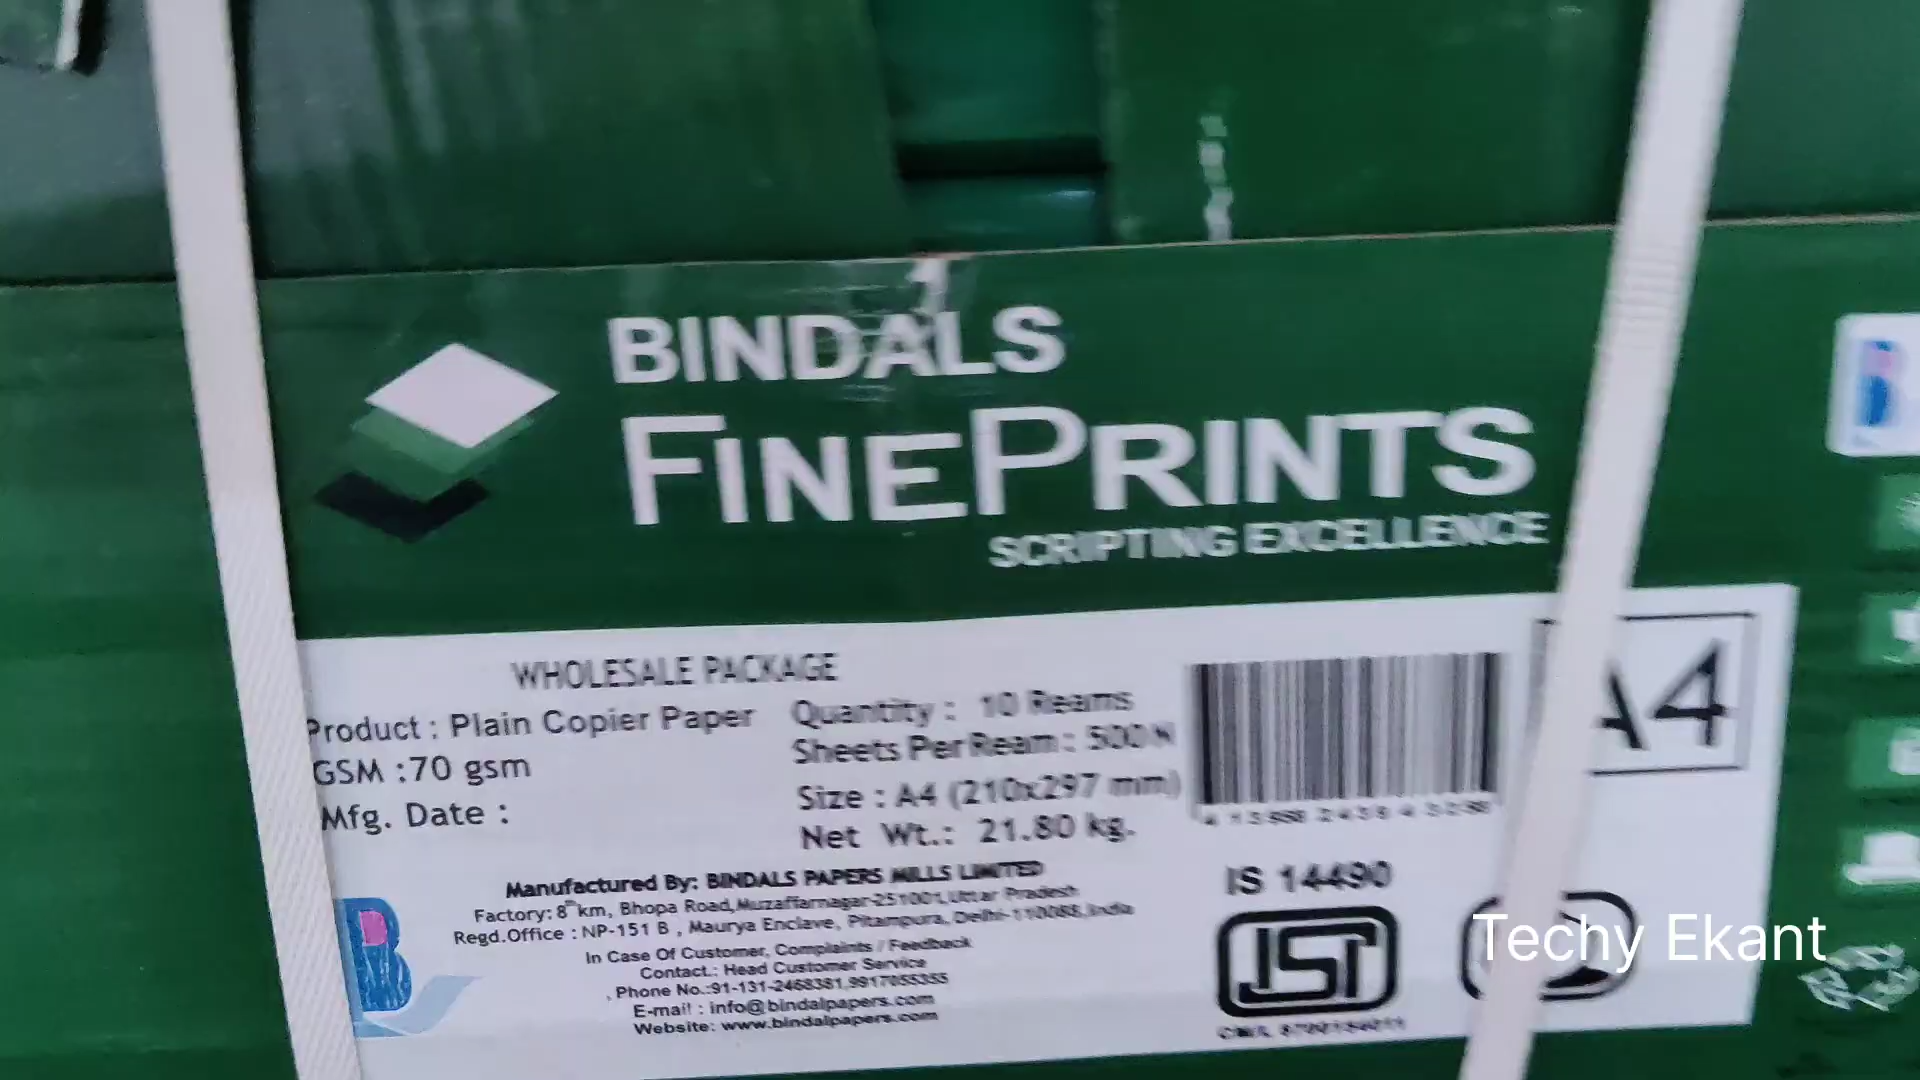 BINDALS
FINEPRINTS
SCRIPTING EXCELLENCE
WHOLESALE PACKAGE
Product : Plain Copier Paper
GSM :70 gsm
Mfg. Date :
Quantity : 10 Reams
Sheets Per Ream : 500 N
Size : A4 (210x297 mm)
Net Wt.: 21.80 kg.
A4
Manufactured By: BINDALS PAPERS MILLS LIMITED
Factory: 8th km, Bhopa Road, Muzaffarnagar-251001, Uttar Pradesh
Regd.Office : NP-151 B , Maurya Enclave, Pitampura, Delhi-110088, India
In Case Of Customer, Complaints / Feedback
Contact.: Head Customer Service
, Phone No.:91-131-2468381,9917055355
E-mail : info@bindalpapers.com
Website: www.bindalpapers.com
IS 14490
ISI
Techy Ekant